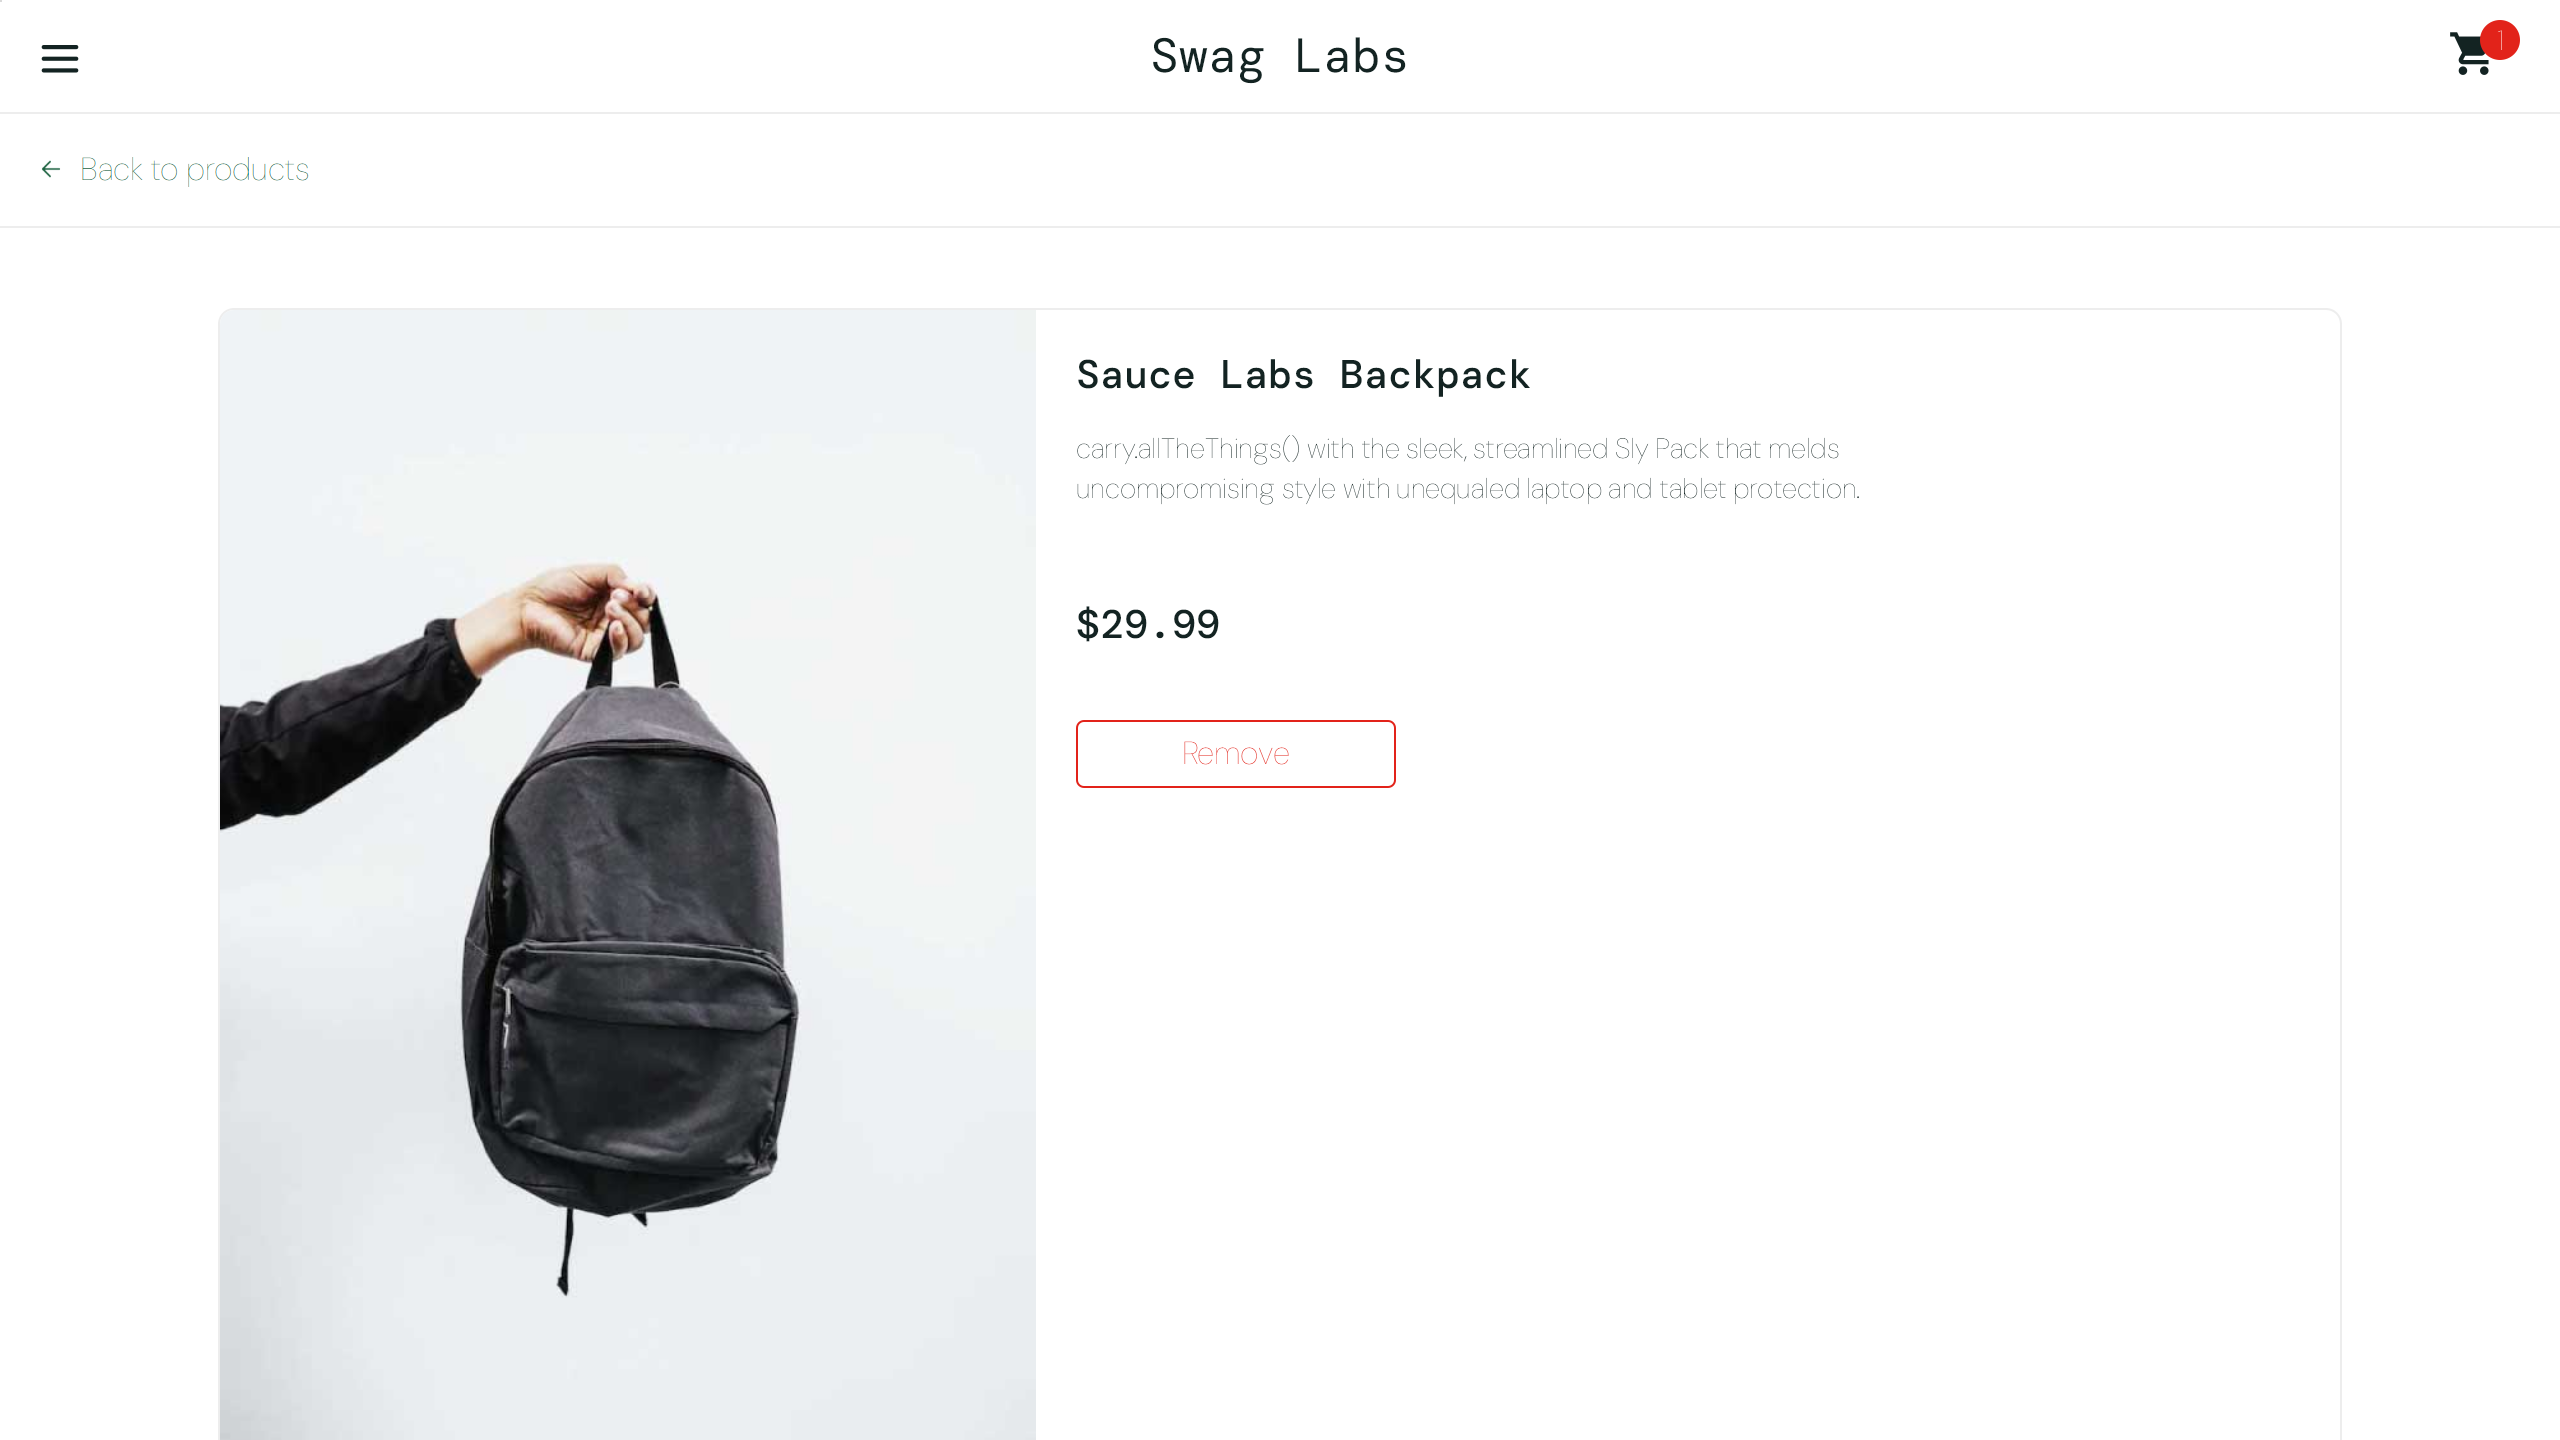 Swag Labs
1
Back to products
Sauce Labs Backpack
carry.allTheThings() with the sleek, streamlined Sly Pack that melds
uncompromising style with unequaled laptop and tablet protection.
$29.99
Remove